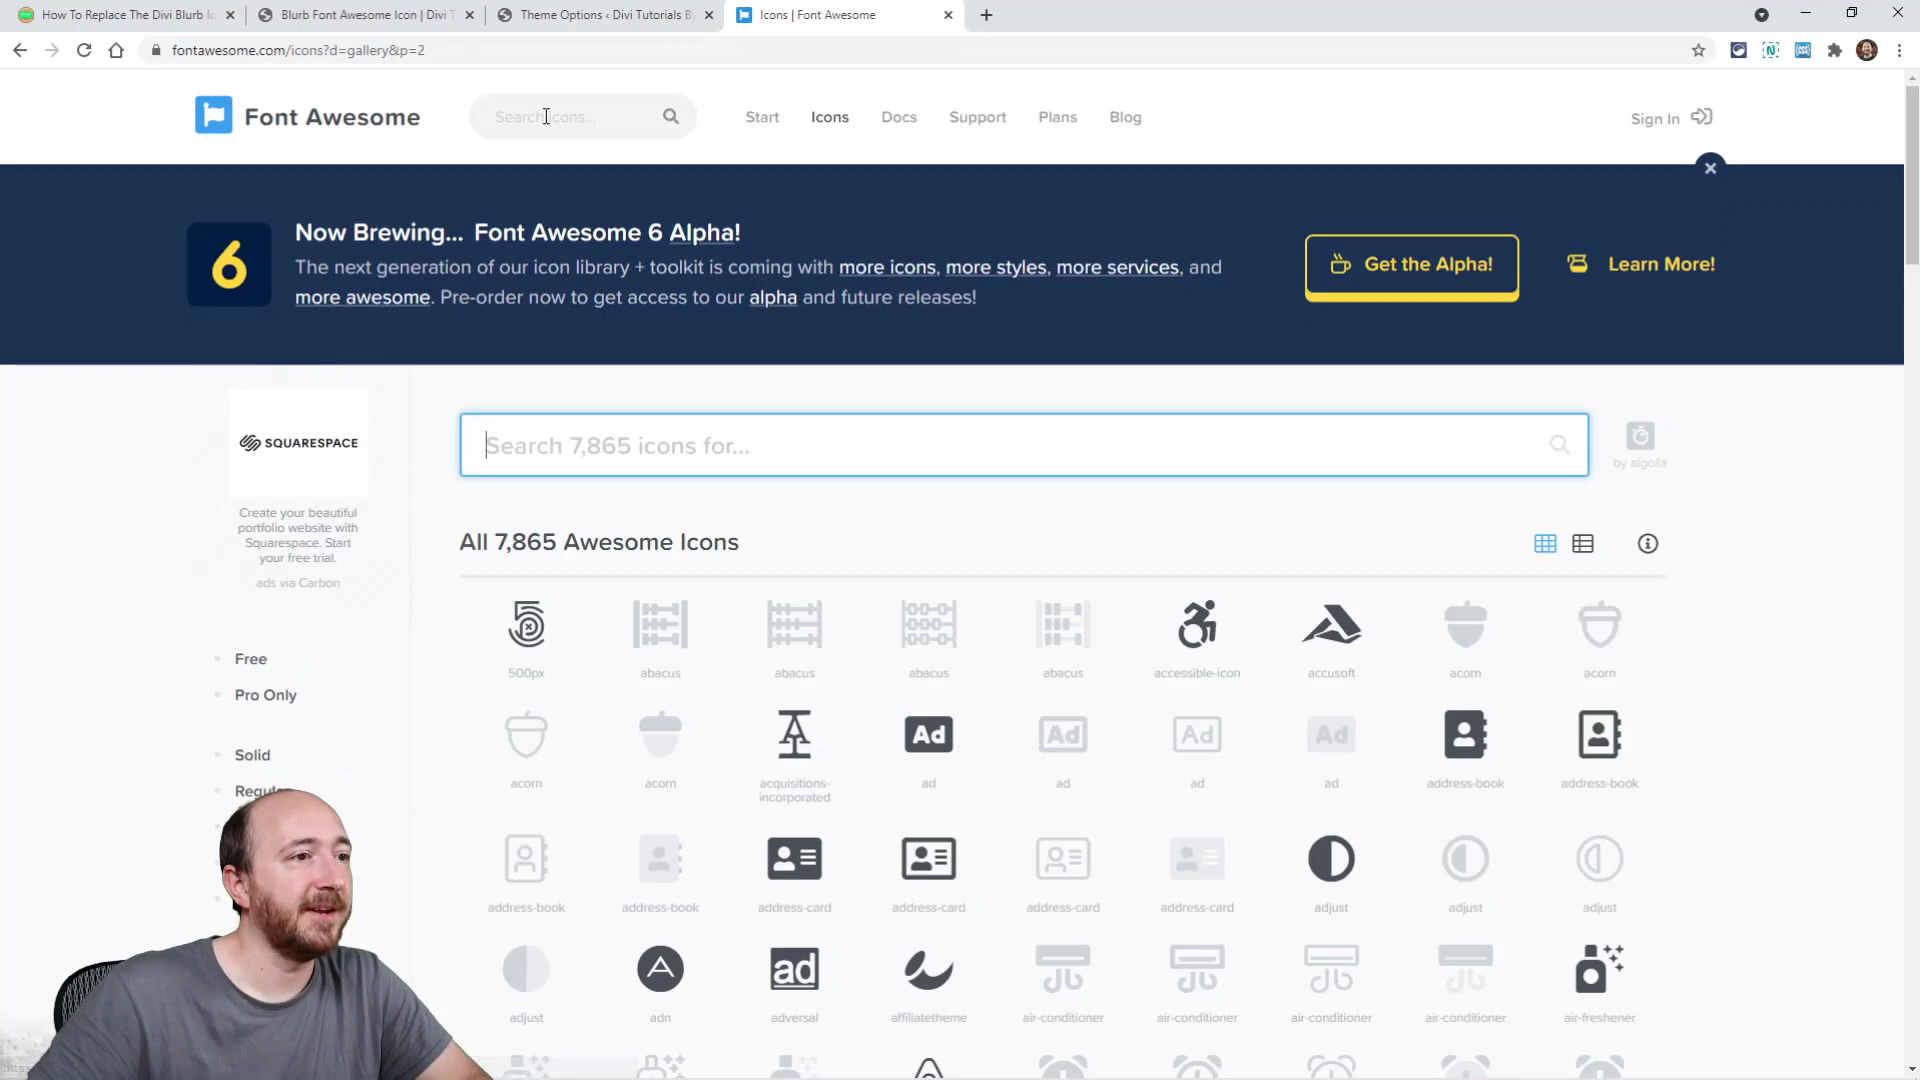 How To Replace The Divi Blurb Ic
Blurb Font Awesome Icon | Divi T
Theme Options ‹ Divi Tutorials B
Icons | Font Awesome
fontawesome.com/icons?d=gallery&p=2
Font Awesome
Search icons...
Start
Icons
Docs
Support
Plans
Blog
Sign In
6
Now Brewing... Font Awesome 6 Alpha!
The next generation of our icon library + toolkit is coming with more icons, more styles, more services, and
more awesome. Pre-order now to get access to our alpha and future releases!
Get the Alpha!
Learn More!
SQUARESPACE
Create your beautiful
portfolio website with
Squarespace. Start
your free trial.
ads via Carbon
Search 7,865 icons for...
by algolia
All 7,865 Awesome Icons
Free
Pro Only
Solid
Regula
500px
abacus
abacus
abacus
abacus
accessible-icon
accusoft
acorn
acorn
Ad
Ad
Ad
Ad
acorn
acorn
acquisitions-
incorporated
ad
ad
ad
ad
address-book
address-book
address-book
address-book
address-card
address-card
address-card
address-card
adjust
adjust
adjust
ad
adjust
adn
adversal
affiliatetheme
air-conditioner
air-conditioner
air-conditioner
air-conditioner
air-freshener